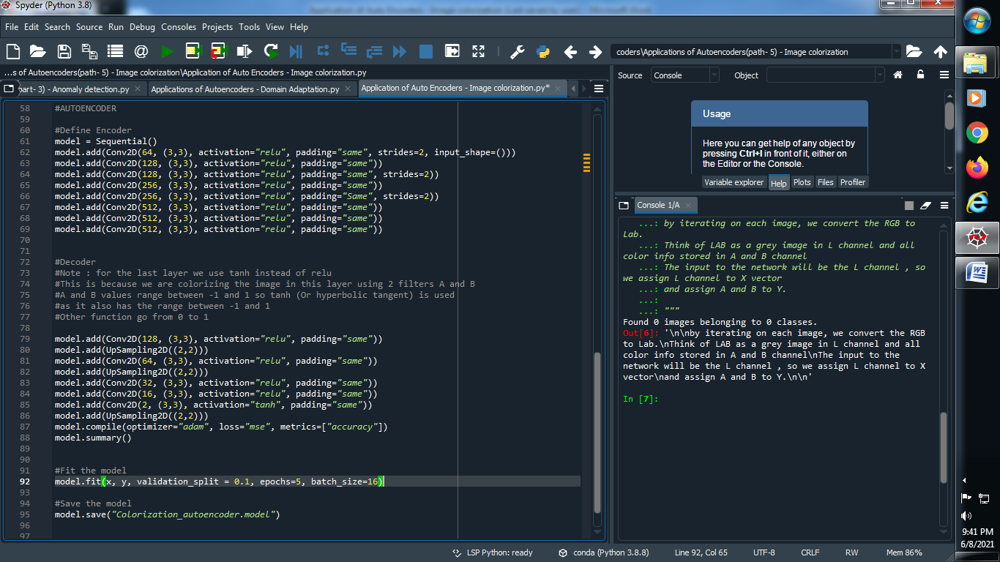 Spyder (Python 3.8)
File Edit Search Source Run Debug Consoles Projects Tools View Help
coders\Applications of Autoencoders(path- 5) - Image colorization
...s of Autoencoders(path- 5) - Image colorization\Application of Auto Encoders - Image colorization.py
part- 3) - Anomaly detection.py Applications of Autoencoders - Domain Adaptation.py Application of Auto Encoders - Image colorization.py*
58 #AUTOENCODER
59
60 #Define Encoder
61 model = Sequential()
62 model.add(Conv2D(64, (3,3), activation="relu", padding="same", strides=2, input_shape=()))
63 model.add(Conv2D(128, (3,3), activation="relu", padding="same"))
64 model.add(Conv2D(128, (3,3), activation="relu", padding="same", strides=2))
65 model.add(Conv2D(256, (3,3), activation="relu", padding="same"))
66 model.add(Conv2D(256, (3,3), activation="relu", padding="Same", strides=2))
67 model.add(Conv2D(512, (3,3), activation="relu", padding="same"))
68 model.add(Conv2D(512, (3,3), activation="relu", padding="same"))
69 model.add(Conv2D(512, (3,3), activation="relu", padding="same"))
70
71
72 #Decoder
73 #Note : for the last layer we use tanh instead of relu
74 #This is because we are colorizing the image in this layer using 2 filters A and B
75 #A and B values range between -1 and 1 so tanh (Or hyperbolic tangent) is used
76 #as it also has the range between -1 and 1
77 #Other function go from 0 to 1
78
79 model.add(Conv2D(128, (3,3), activation="relu", padding="same"))
80 model.add(UpSampling2D((2,2)))
81 model.add(Conv2D(64, (3,3), activation="relu", padding="same"))
82 model.add(UpSampling2D((2,2)))
83 model.add(Conv2D(32, (3,3), activation="relu", padding="same"))
84 model.add(Conv2D(16, (3,3), activation="relu", padding="same"))
85 model.add(Conv2D(2, (3,3), activation="tanh", padding="same"))
86 model.add(UpSampling2D((2,2)))
87 model.compile(optimizer="adam", loss="mse", metrics=["accuracy"])
88 model.summary()
89
90
91 #Fit the model
92 model.fit(x, y, validation_split = 0.1, epochs=5, batch_size=16)
93
94 #Save the model
95 model.save("Colorization_autoencoder.model")
96
97
Source Console Object
Usage
Here you can get help of any object by
pressing Ctrl+I in front of it, either on
the Editor or the Console.
Variable explorer Help Plots Files Profiler
Console 1/A
...: by iterating on each image, we convert the RGB to
Lab.
...: Think of LAB as a grey image in L channel and all
color info stored in A and B channel
...: The input to the network will be the L channel , so
we assign L channel to X vector
...: and assign A and B to Y.
...:
...: """
Found 0 images belonging to 0 classes.
Out[6]: '\n\nby iterating on each image, we convert the RGB
to Lab.\nThink of LAB as a grey image in L channel and all
color info stored in A and B channel\nThe input to the
network will be the L channel , so we assign L channel to X
vector\nand assign A and B to Y.\n\n'
In [7]:
LSP Python: ready conda (Python 3.8.8) Line 92, Col 65 UTF-8 CRLF RW Mem 86%
9:41 PM
6/8/2021